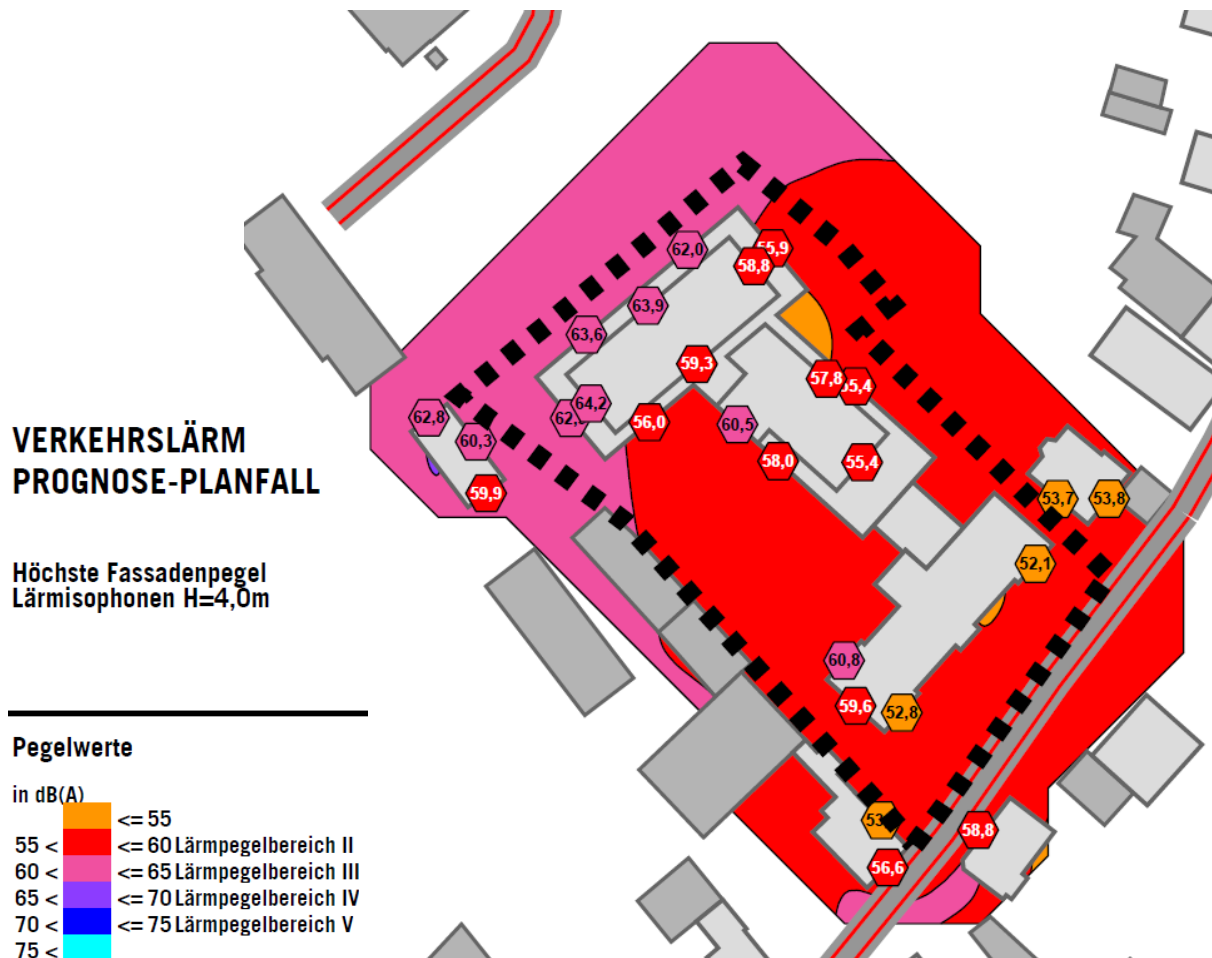 VERKEHRSLÄRM
PROGNOSE-PLANFALL
Höchste Fassadenpegel
Lärmisophonen H=4,0m
Pegelwerte
in dB(A)
<= 55
55 < <= 60 Lärmpegelbereich II
60 < <= 65 Lärmpegelbereich III
65 < <= 70 Lärmpegelbereich IV
70 < <= 75 Lärmpegelbereich V
75 <
62,0
55,9
58,8
63,9
63,6
59,3
57,8
55,4
64,2
62,8
56,0
60,5
60,3
58,0
55,4
59,9
53,7
53,8
52,1
60,8
59,6
52,8
58,8
56,6